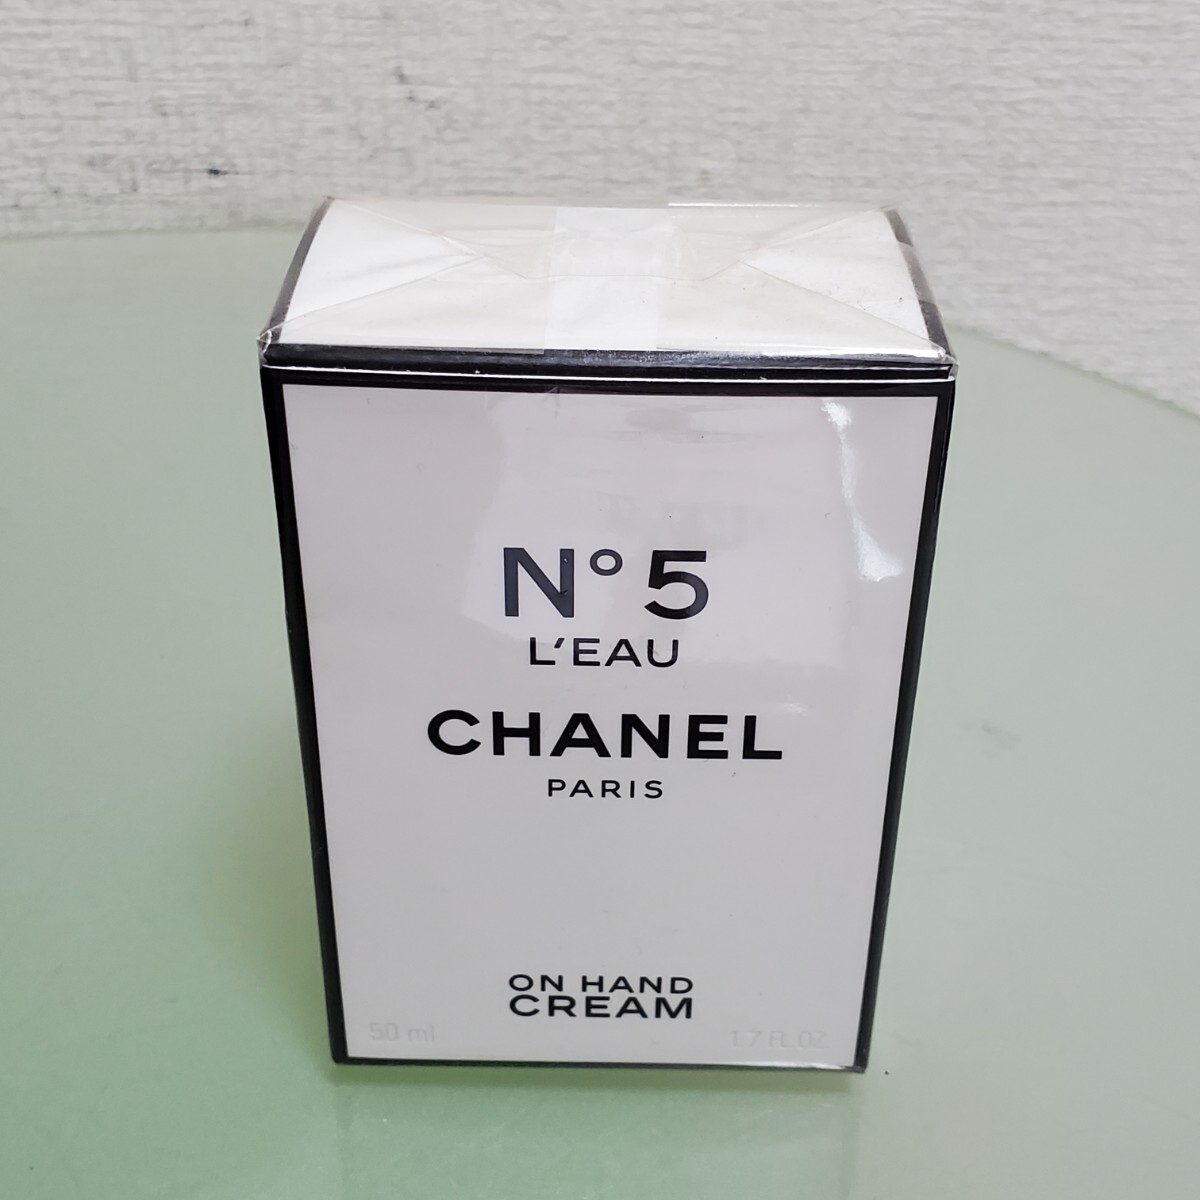 N°5
L'EAU
CHANEL
PARIS
ON HAND
CREAM
50 ml 1.7 FL.OZ